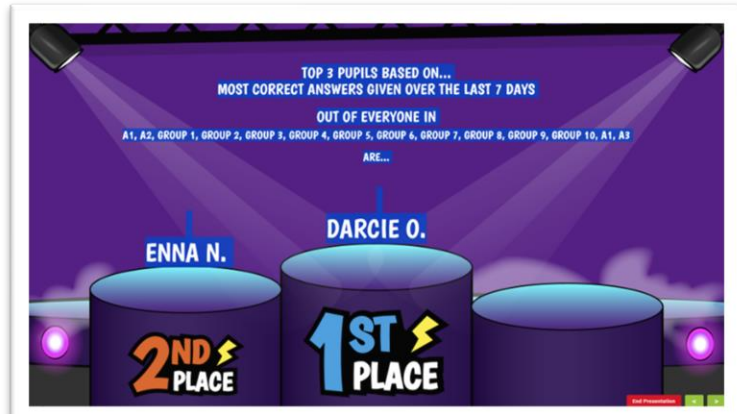 TOP 3 PUPILS BASED ON...
MOST CORRECT ANSWERS GIVEN OVER THE LAST 7 DAYS
OUT OF EVERYONE IN
A1, A2, GROUP 1, GROUP 2, GROUP 3, GROUP 4, GROUP 5, GROUP 6, GROUP 7, GROUP 8, GROUP 9, GROUP 10, A1, A3
ARE...
DARCIE O.
ENNA N.
1ST PLACE
2ND PLACE
End Presentation